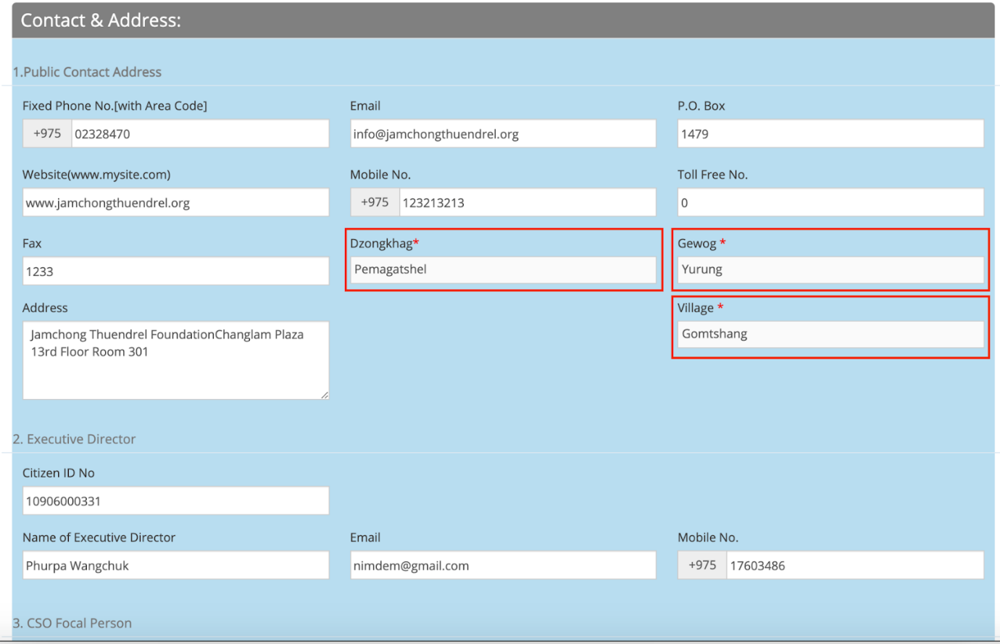 Contact & Address:
1.Public Contact Address
Fixed Phone No.[with Area Code]
Email
P.O. Box
+975
02328470
info@jamchongthuendrel.org
1479
Website(www.mysite.com)
Mobile No.
Toll Free No.
www.jamchongthuendrel.org
+975
123213213
0
Fax
Dzongkhag*
Gewog *
1233
Pemagatshel
Yurung
Address
Village *
Jamchong Thuendrel FoundationChanglam Plaza
13rd Floor Room 301
Gomtshang
2. Executive Director
Citizen ID No
10906000331
Name of Executive Director
Email
Mobile No.
Phurpa Wangchuk
nimdem@gmail.com
+975
17603486
3. CSO Focal Person